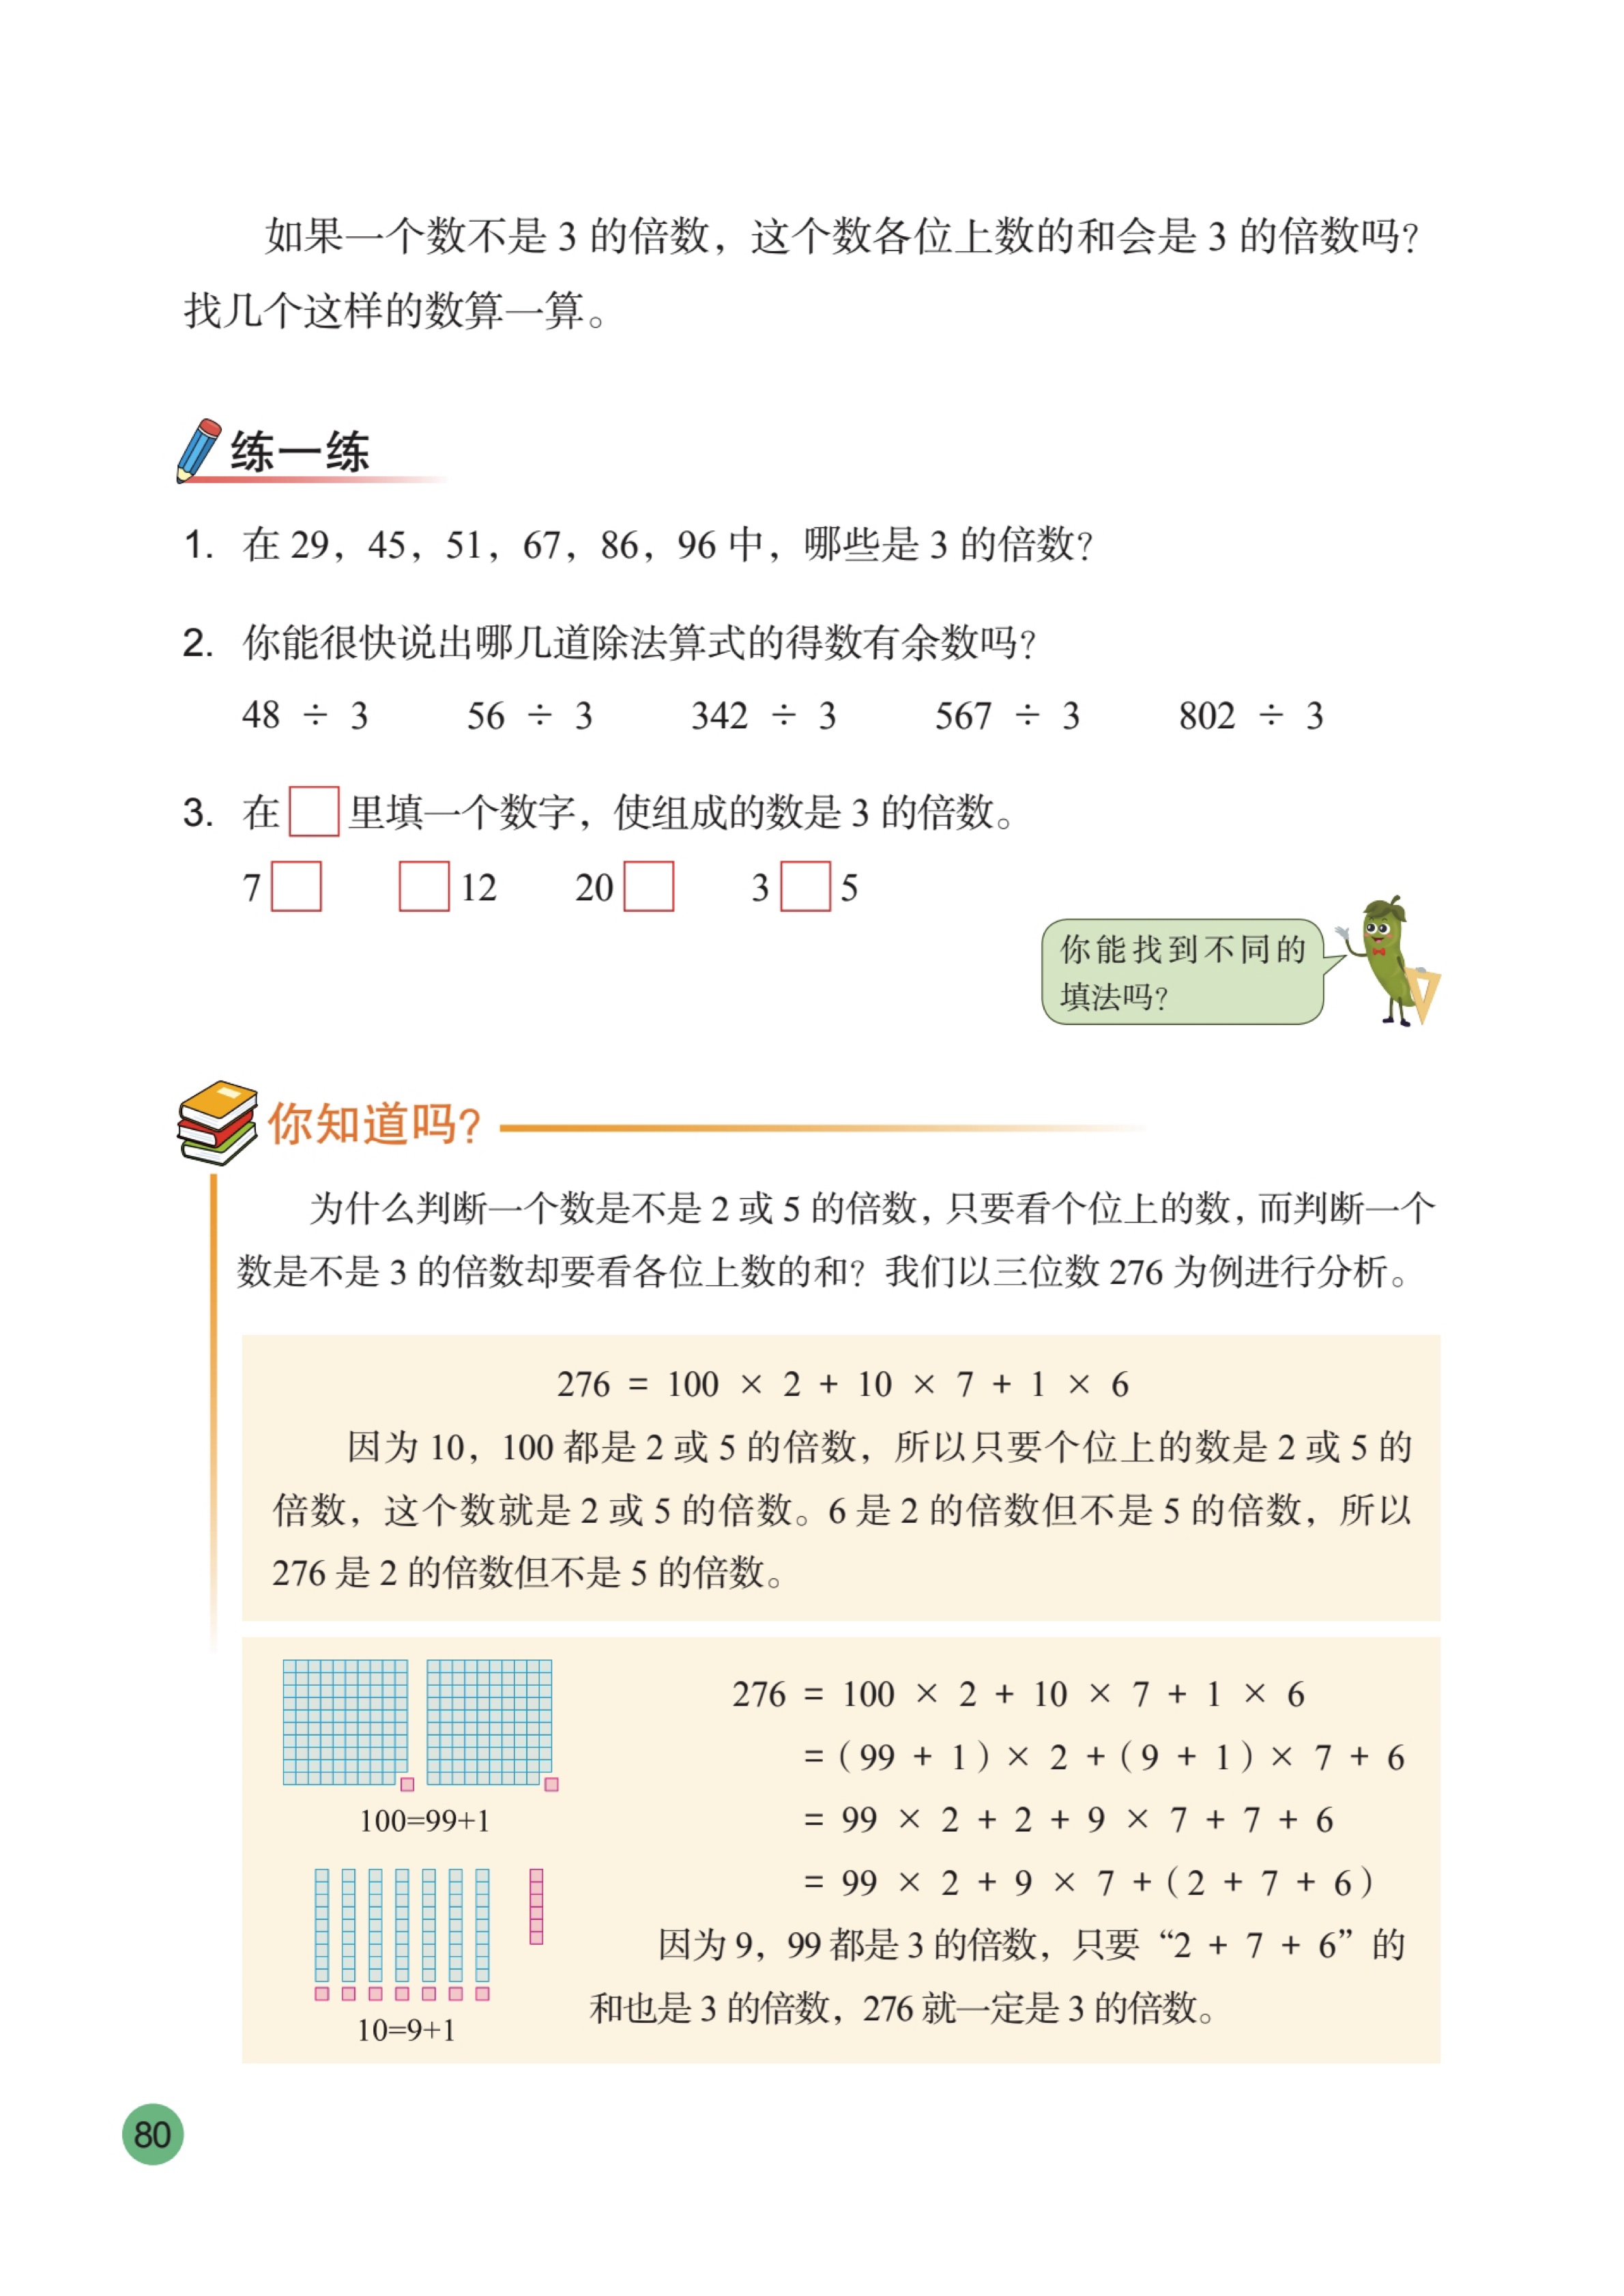 如果一个数不是 3 的倍数，这个数各位上数的和会是 3 的倍数吗？
找几个这样的数算一算。
练一练
1. 在 29，45，51，67，86，96 中，哪些是 3 的倍数？
2. 你能很快说出哪几道除法算式的得数有余数吗？
48 ÷ 3 56 ÷ 3 342 ÷ 3 567 ÷ 3 802 ÷ 3
3. 在□里填一个数字，使组成的数是 3 的倍数。
7□ □12 20□ 3□5
你能找到不同的
填法吗？
你知道吗？
为什么判断一个数是不是 2 或 5 的倍数，只要看个位上的数，而判断一个
数是不是 3 的倍数却要看各位上数的和？我们以三位数 276 为例进行分析。
276 = 100 × 2 + 10 × 7 + 1 × 6
因为 10，100 都是 2 或 5 的倍数，所以只要个位上的数是 2 或 5 的
倍数，这个数就是 2 或 5 的倍数。6 是 2 的倍数但不是 5 的倍数，所以
276 是 2 的倍数但不是 5 的倍数。
100=99+1
10=9+1
276 = 100 × 2 + 10 × 7 + 1 × 6
=（99 + 1）× 2 +（9 + 1）× 7 + 6
= 99 × 2 + 2 + 9 × 7 + 7 + 6
= 99 × 2 + 9 × 7 +（2 + 7 + 6）
因为 9，99 都是 3 的倍数，只要“2 + 7 + 6”的
和也是 3 的倍数，276 就一定是 3 的倍数。
80